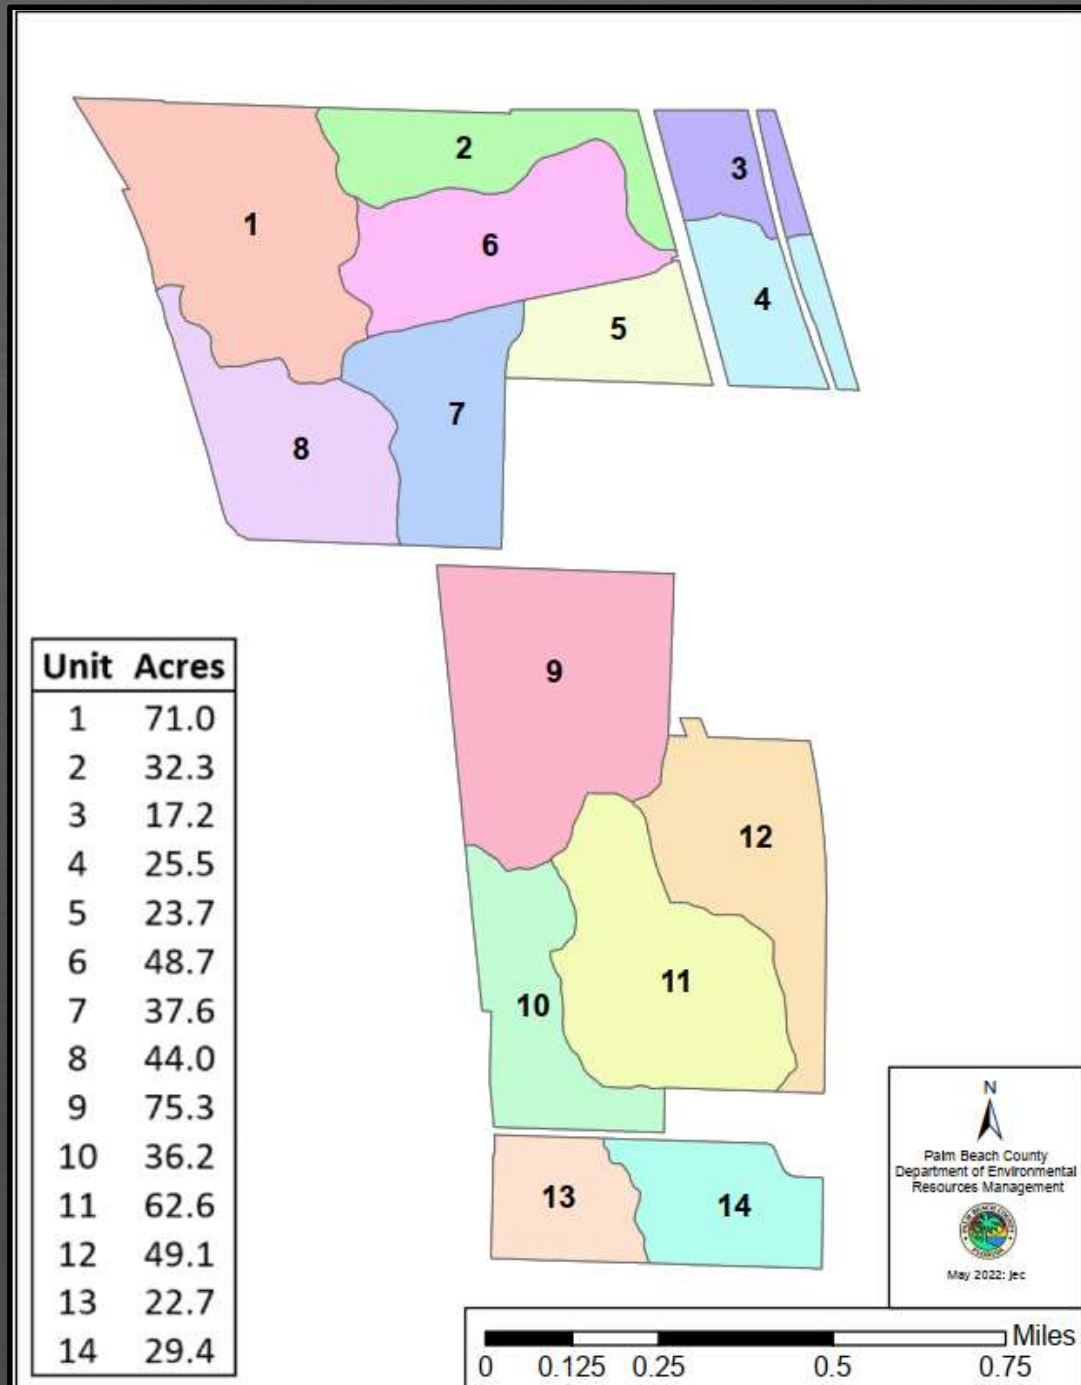 1
2
3
4
5
6
7
8
9
10
11
12
13
14
Unit Acres
1 71.0
2 32.3
3 17.2
4 25.5
5 23.7
6 48.7
7 37.6
8 44.0
9 75.3
10 36.2
11 62.6
12 49.1
13 22.7
14 29.4
N
Palm Beach County
Department of Environmental
Resources Management
PALM BEACH COUNTY
FLORIDA
May 2022: jec
Miles
0 0.125 0.25 0.5 0.75